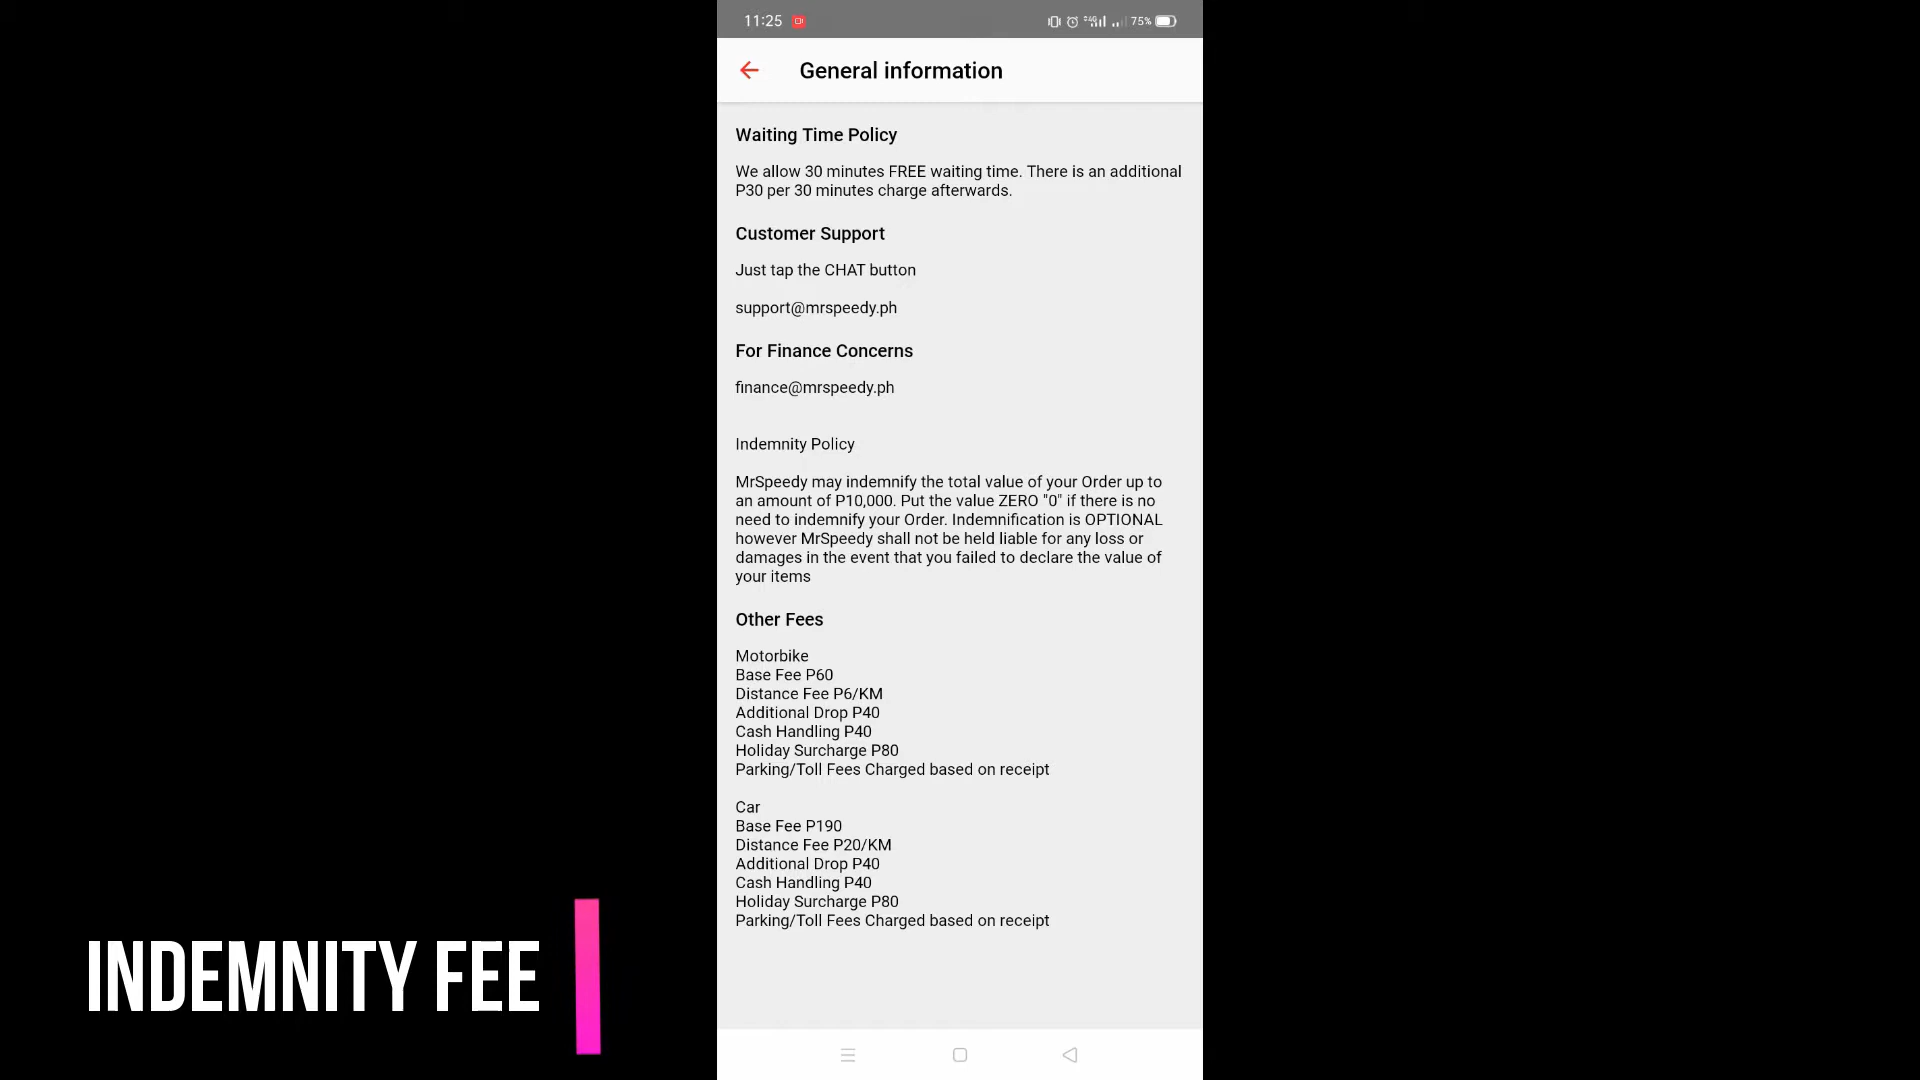 11:25
75%
General information
Waiting Time Policy
We allow 30 minutes FREE waiting time. There is an additional
P30 per 30 minutes charge afterwards.
Customer Support
Just tap the CHAT button
support@mrspeedy.ph
For Finance Concerns
finance@mrspeedy.ph
Indemnity Policy
MrSpeedy may indemnify the total value of your Order up to
an amount of P10,000. Put the value ZERO "0" if there is no
need to indemnify your Order. Indemnification is OPTIONAL
however MrSpeedy shall not be held liable for any loss or
damages in the event that you failed to declare the value of
your items
Other Fees
Motorbike
Base Fee P60
Distance Fee P6/KM
Additional Drop P40
Cash Handling P40
Holiday Surcharge P80
Parking/Toll Fees Charged based on receipt
Car
Base Fee P190
Distance Fee P20/KM
Additional Drop P40
Cash Handling P40
Holiday Surcharge P80
Parking/Toll Fees Charged based on receipt
INDEMNITY FEE